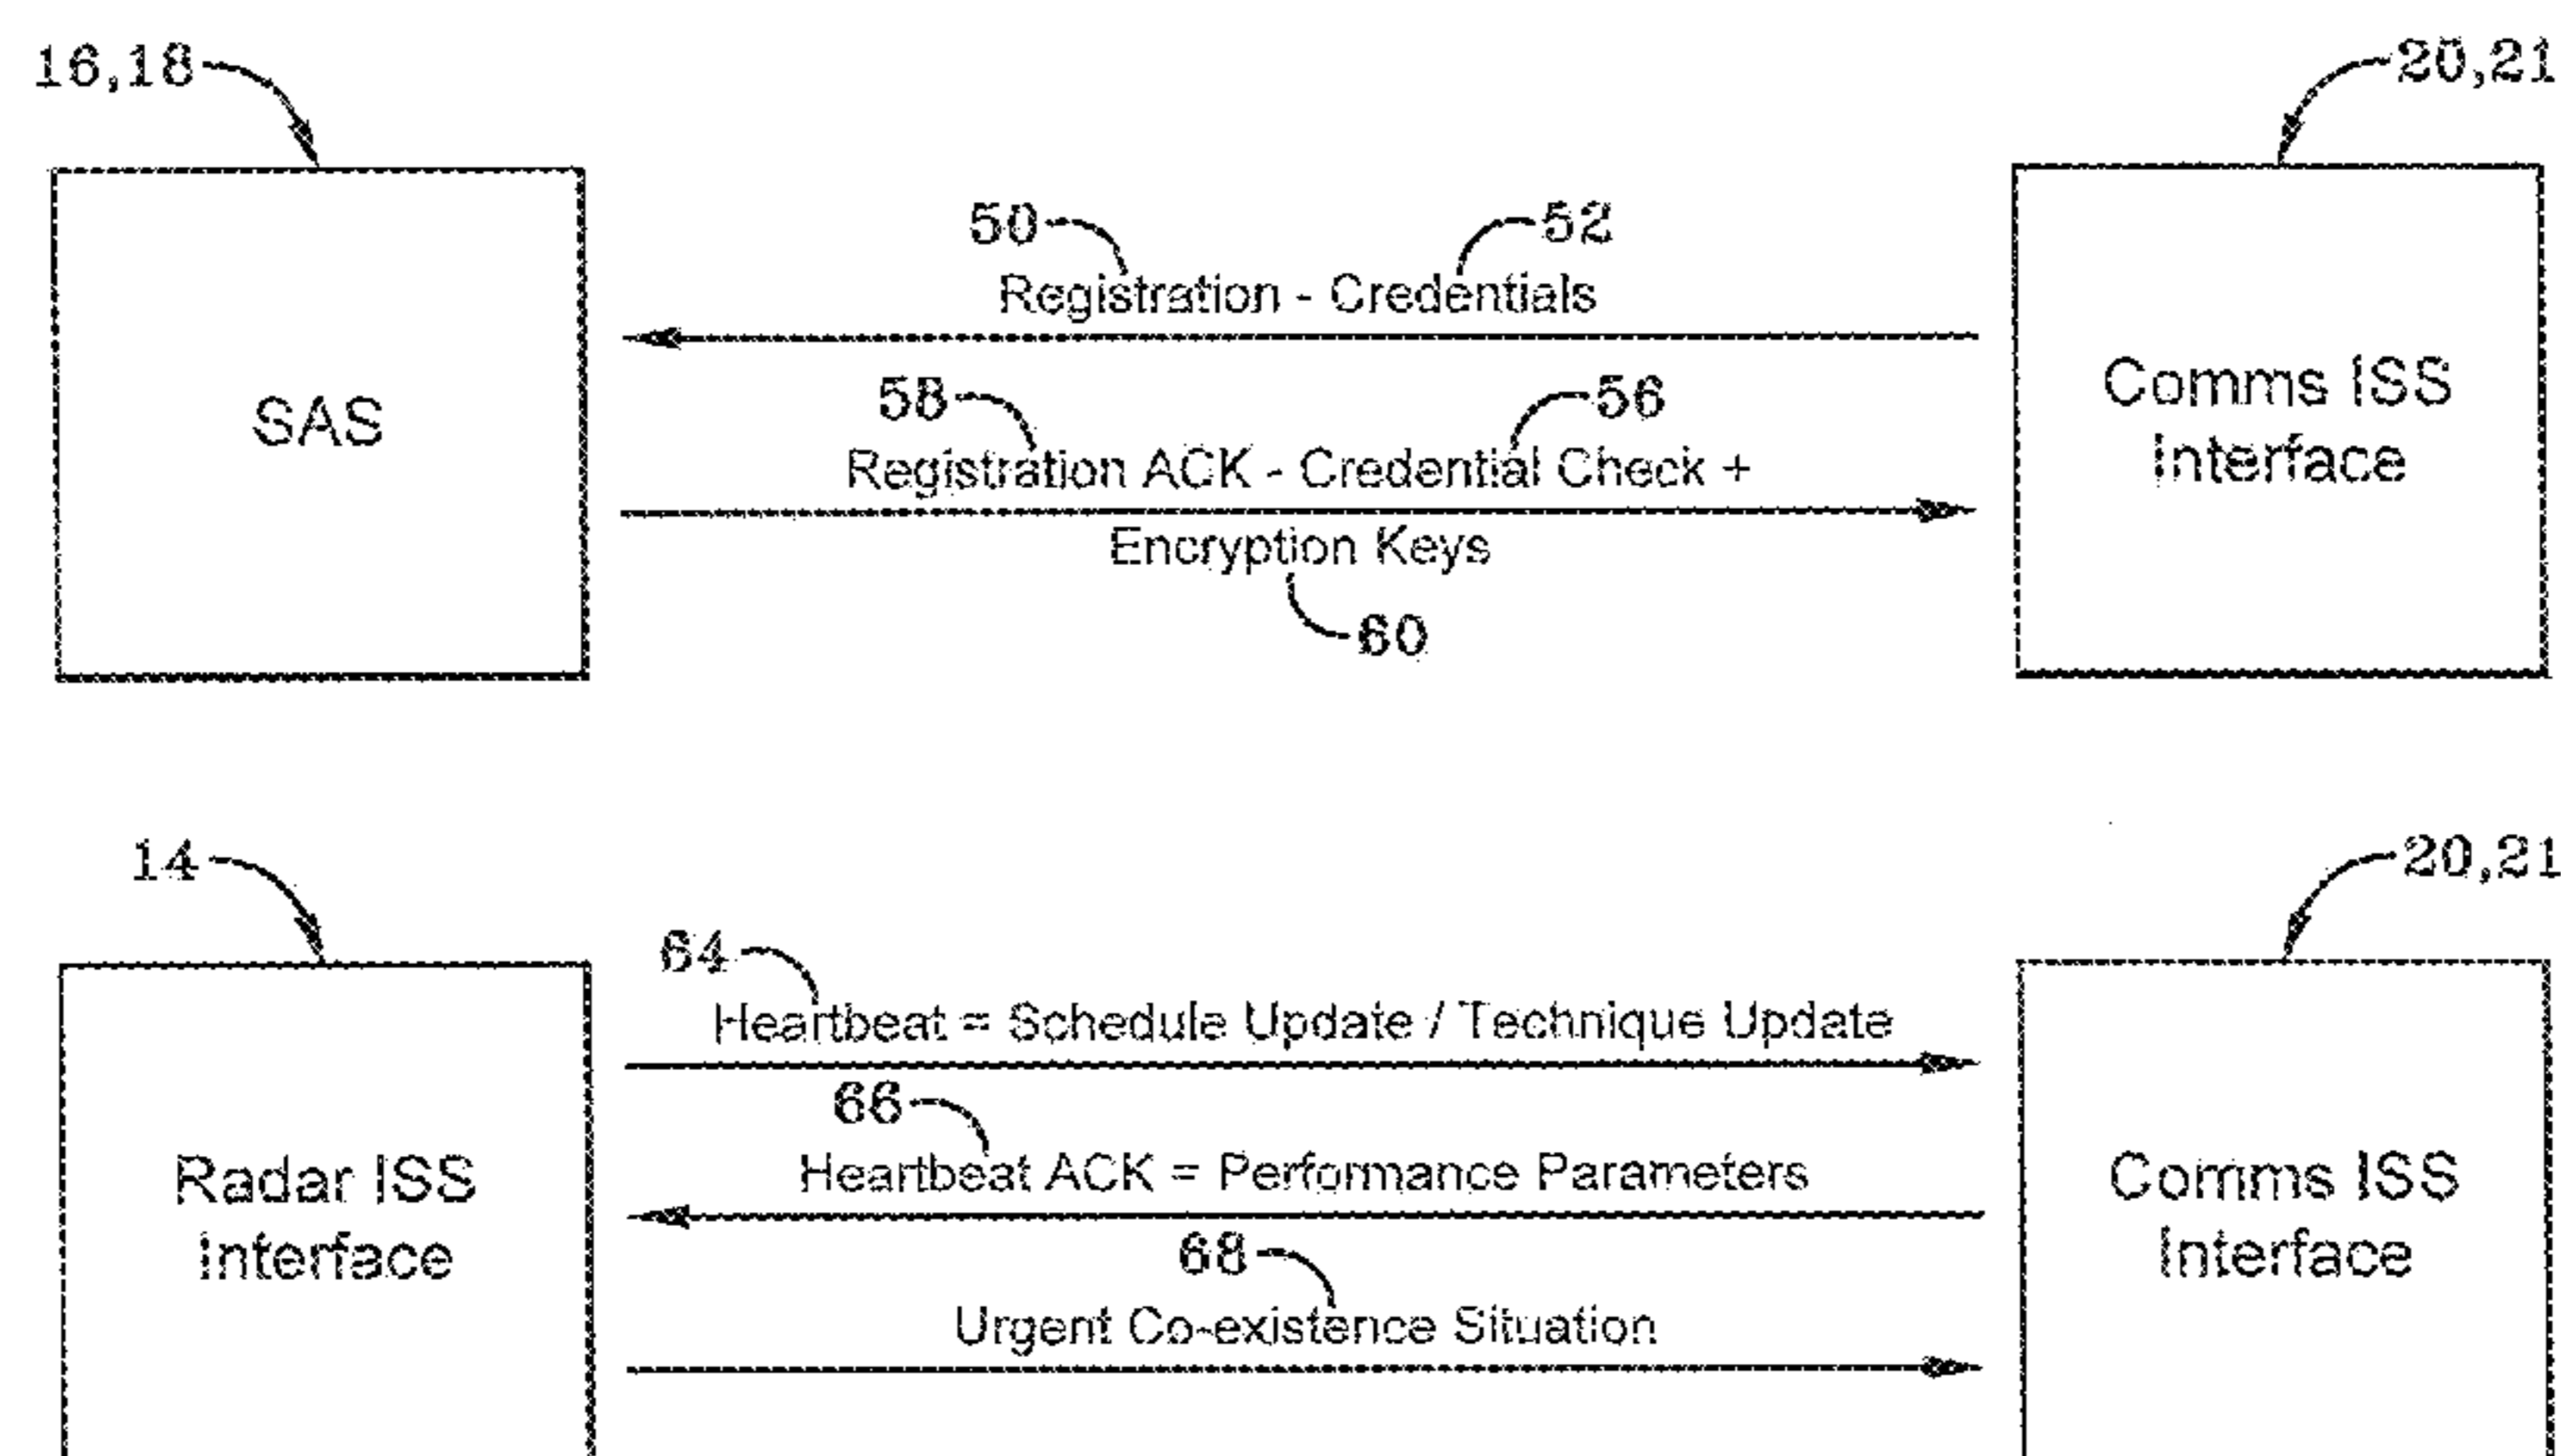 16,18
20,21
50
52
Registration - Credentials
SAS
58
56
Registration ACK - Credential Check +
Encryption Keys
60
Comms ISS
Interface
14
20,21
64
Heartbeat = Schedule Update / Technique Update
66
Heartbeat ACK = Performance Parameters
68
Urgent Co-existence Situation
Radar ISS
Interface
Comms ISS
Interface